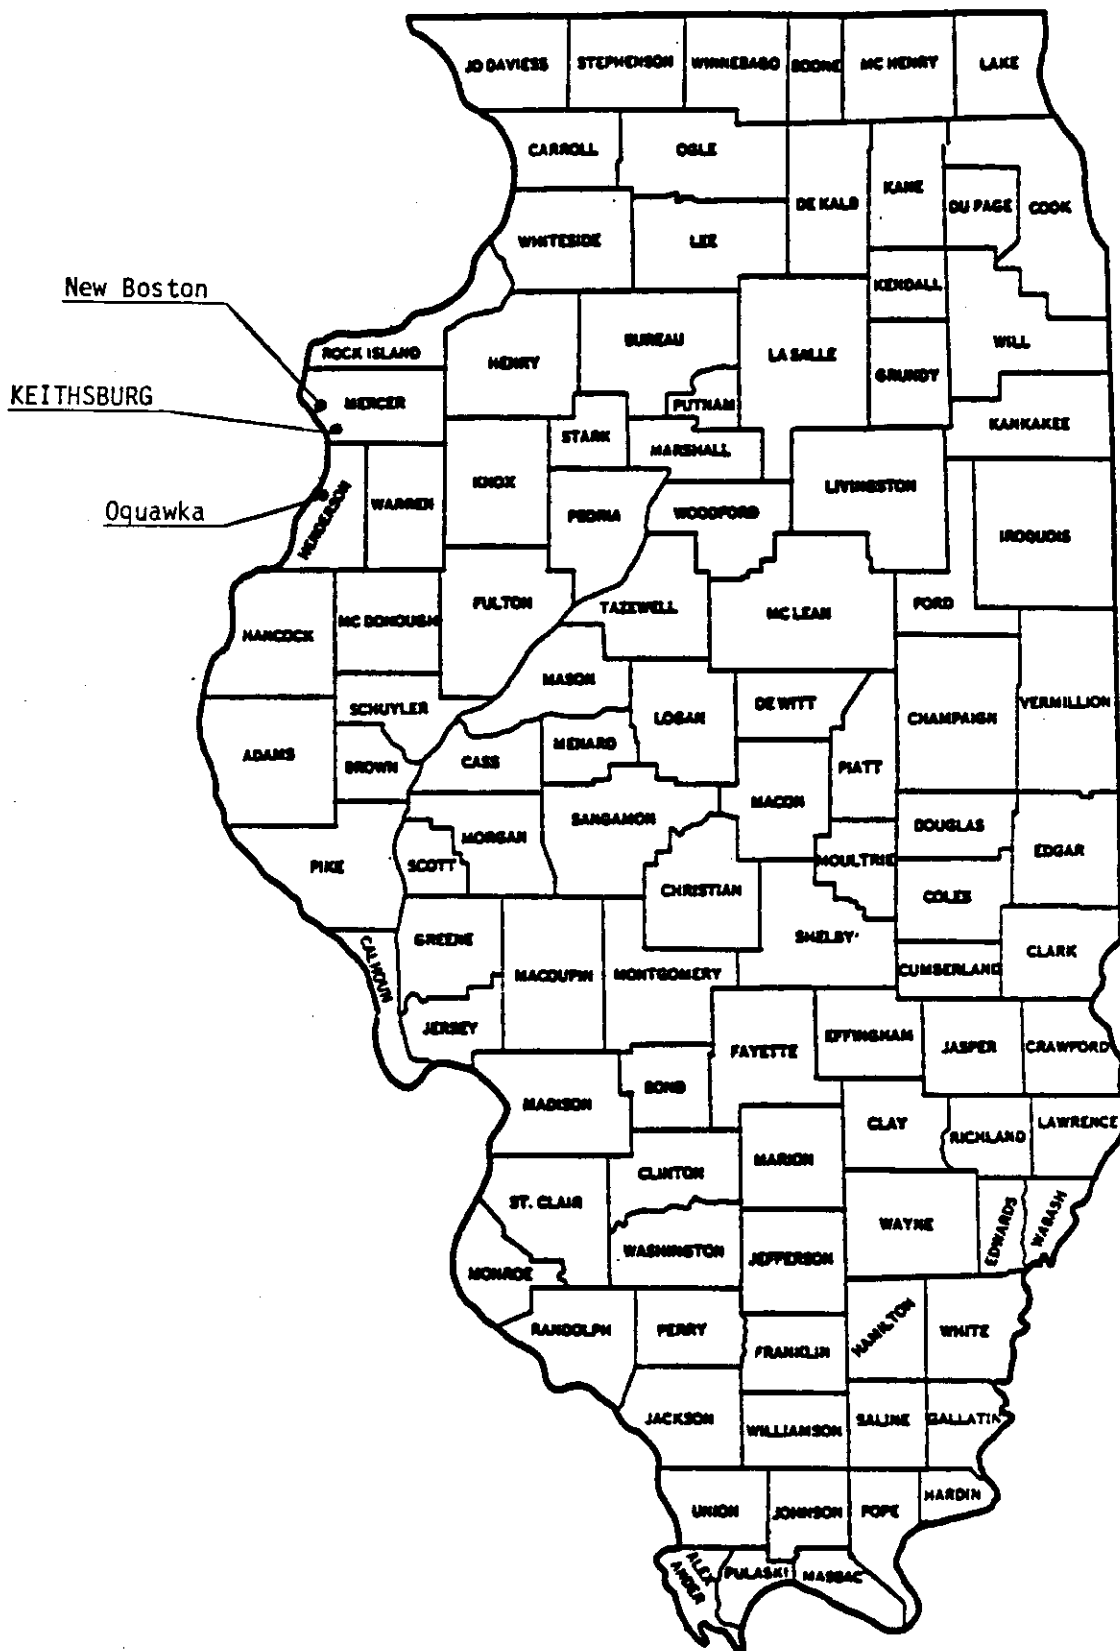 JO DAVIESS
STEPHENSON
WINNEBAGO
BOONE
MC HENRY
LAKE
CARROLL
OGLE
DE KALB
KANE
DU PAGE
COOK
WHITESIDE
LEE
KENDALL
New Boston
ROCK ISLAND
HENRY
BUREAU
LA SALLE
GRUNDY
WILL
KEITHSBURG
MERCER
PUTNAM
STARK
MARSHALL
KANKAKEE
KNOX
LIVINGSTON
Oquawka
HENDERSON
WARREN
PEORIA
WOODFORD
IROQUOIS
HANCOCK
MC DONOUGH
FULTON
TAZEWELL
MC LEAN
FORD
SCHUYLER
MASON
LOGAN
DE WITT
CHAMPAIGN
VERMILLION
ADAMS
BROWN
CASS
MENARD
PIATT
MACON
PIKE
SCOTT
MORGAN
SANGAMON
CHRISTIAN
MOULTRIE
DOUGLAS
EDGAR
COLES
SHELBY
CALHOUN
GREENE
MACOUPIN
MONTGOMERY
CUMBERLAND
CLARK
JERSEY
FAYETTE
EFFINGHAM
JASPER
CRAWFORD
MADISON
BOND
CLAY
RICHLAND
LAWRENCE
CLINTON
MARION
ST. CLAIR
WASHINGTON
JEFFERSON
WAYNE
EDWARDS
WABASH
MONROE
RANDOLPH
PERRY
FRANKLIN
HAMILTON
WHITE
JACKSON
WILLIAMSON
SALINE
GALLATIN
UNION
JOHNSON
POPE
HARDIN
ALEX
ANDER
PULASKI
MASSAC